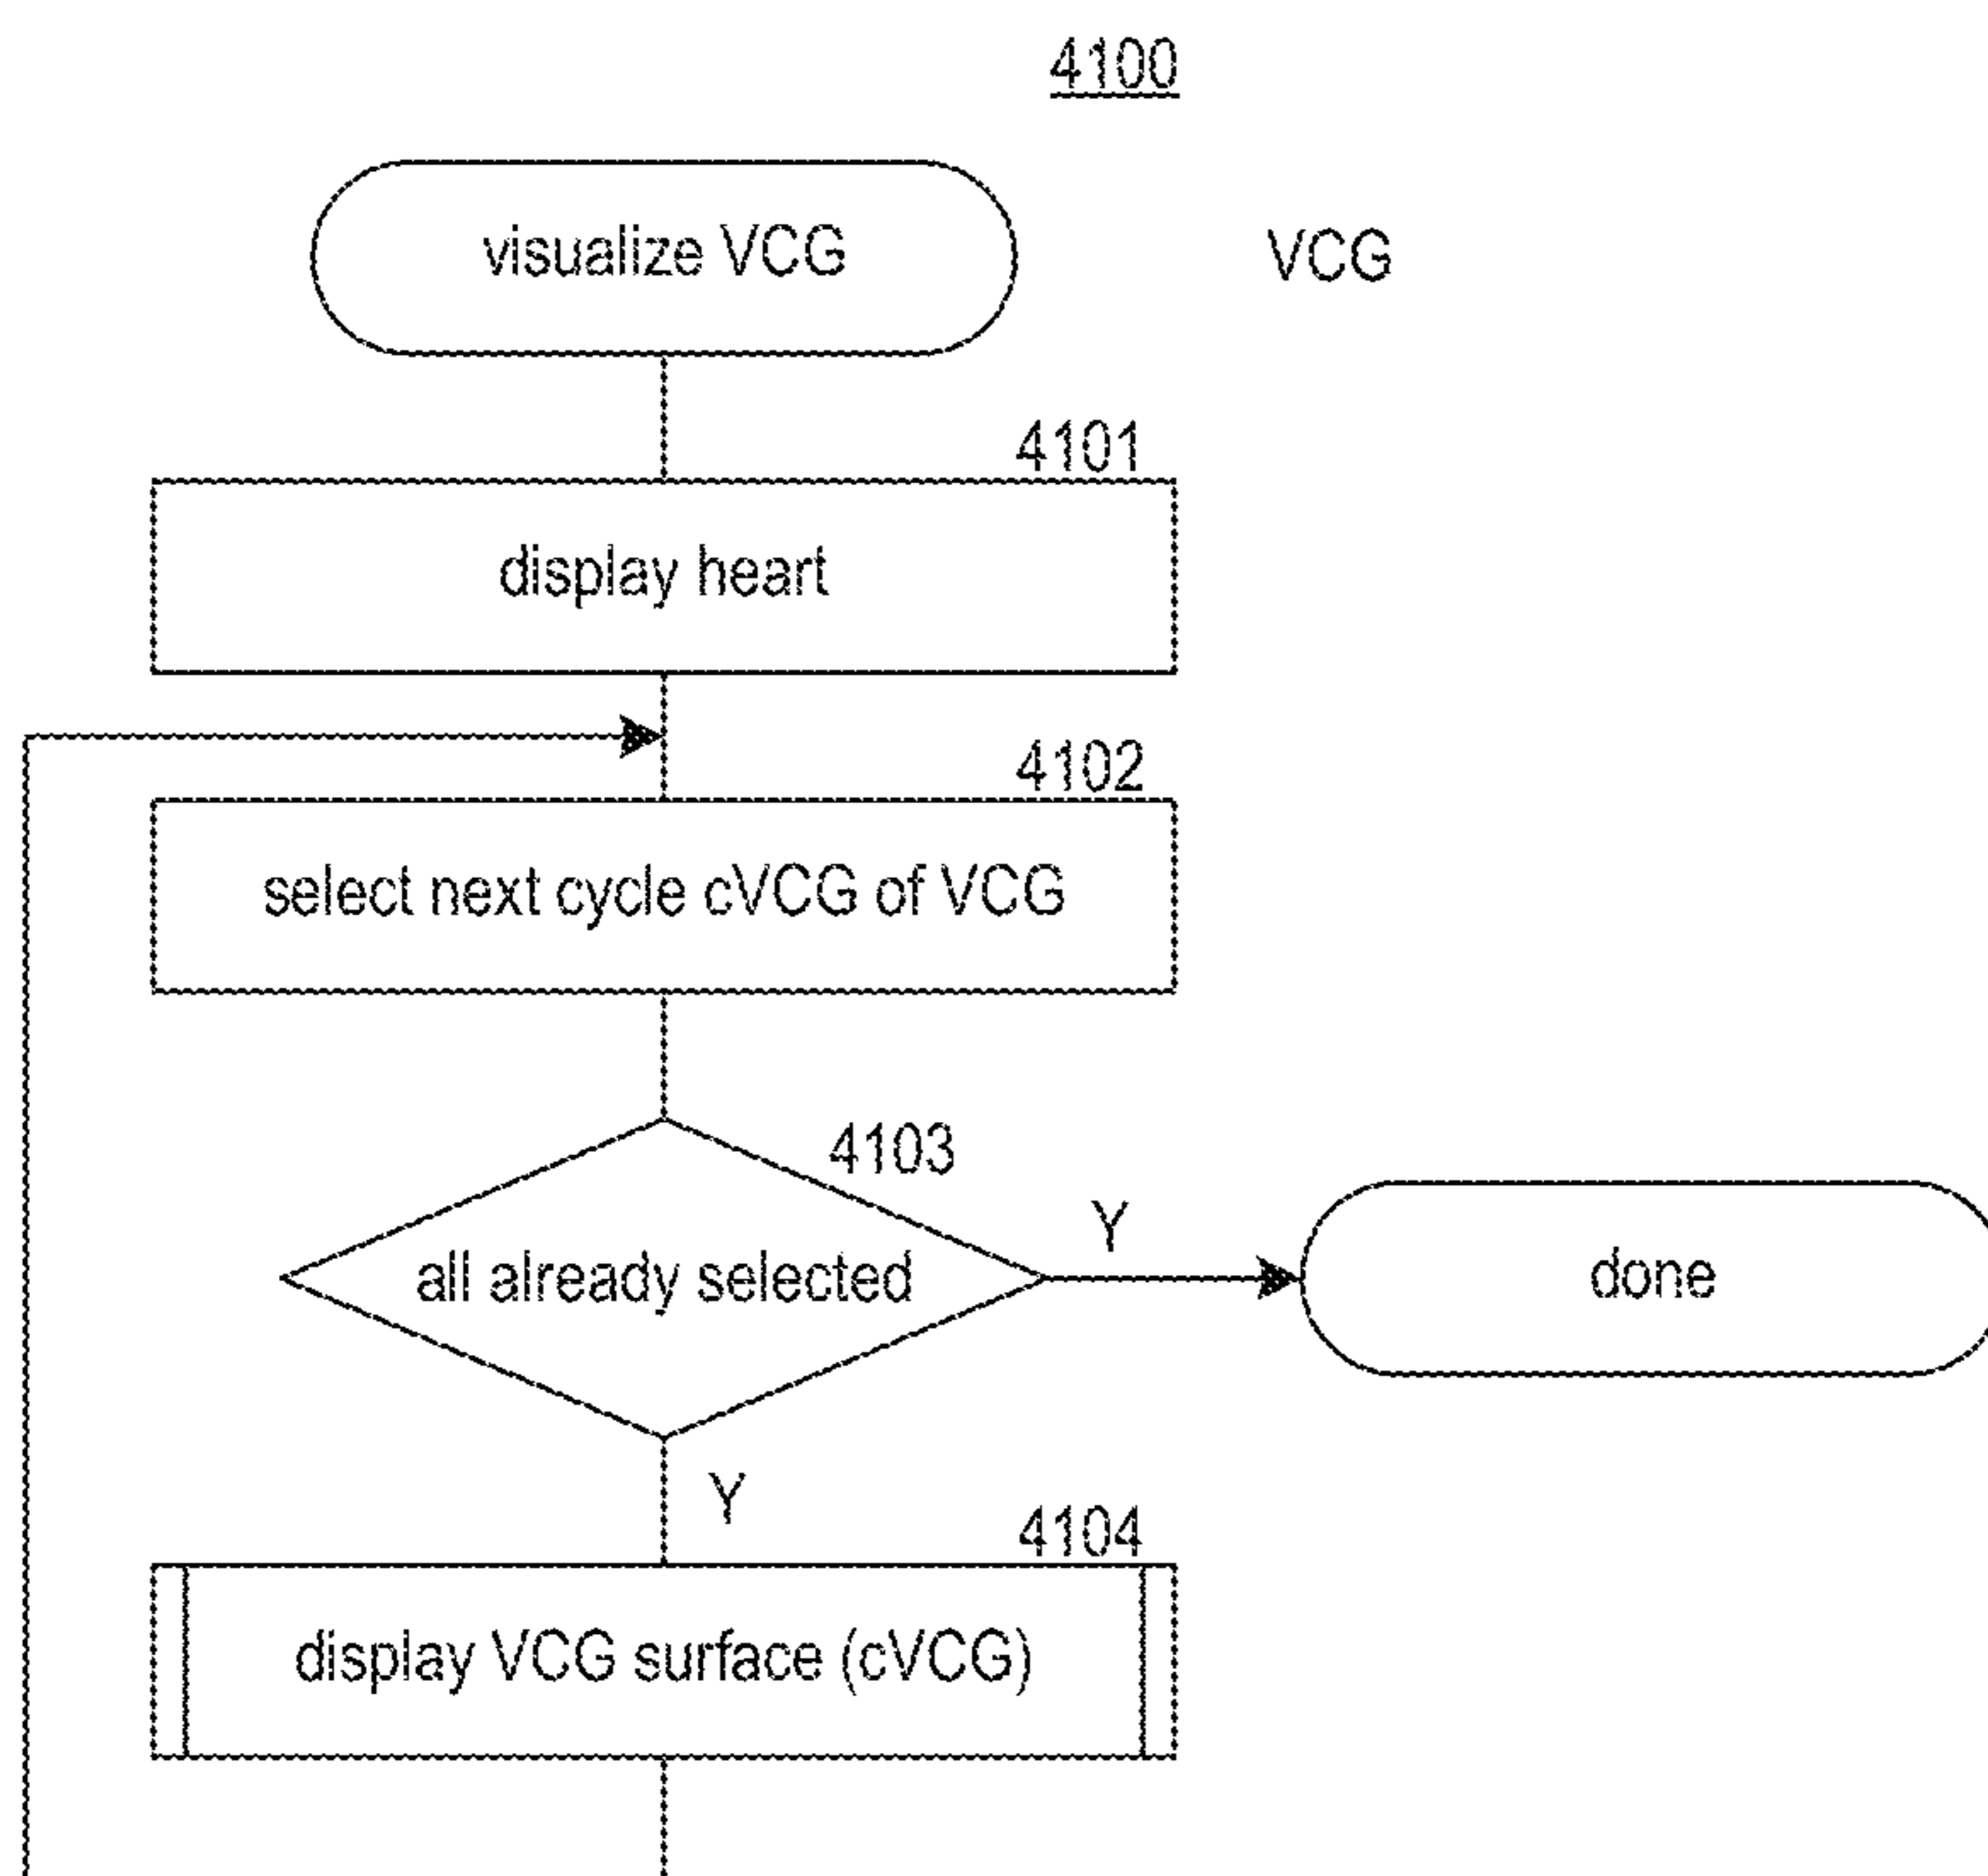 4100
visualize VCG
VCG
4101
display heart
4102
select next cycle cVCG of VCG
4103
Y
all already selected
done
Y
4104
display VCG surface (cVCG)